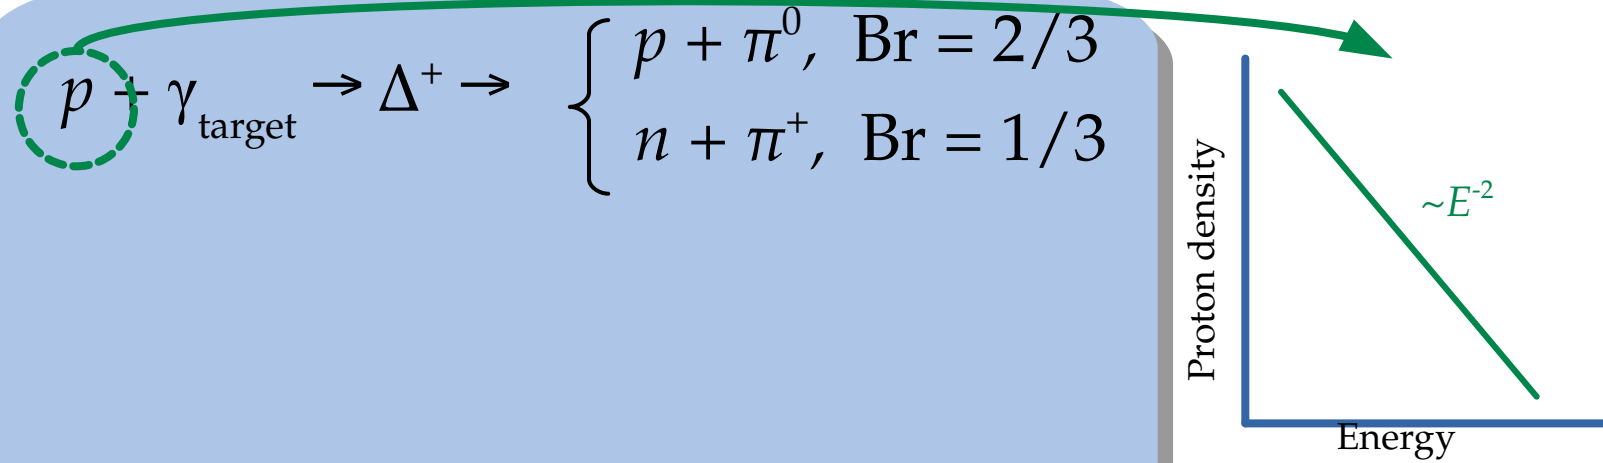 p + π⁰, Br = 2/3
p + γtarget → Δ⁺ →
n + π⁺, Br = 1/3
Proton density
~E⁻²
Energy